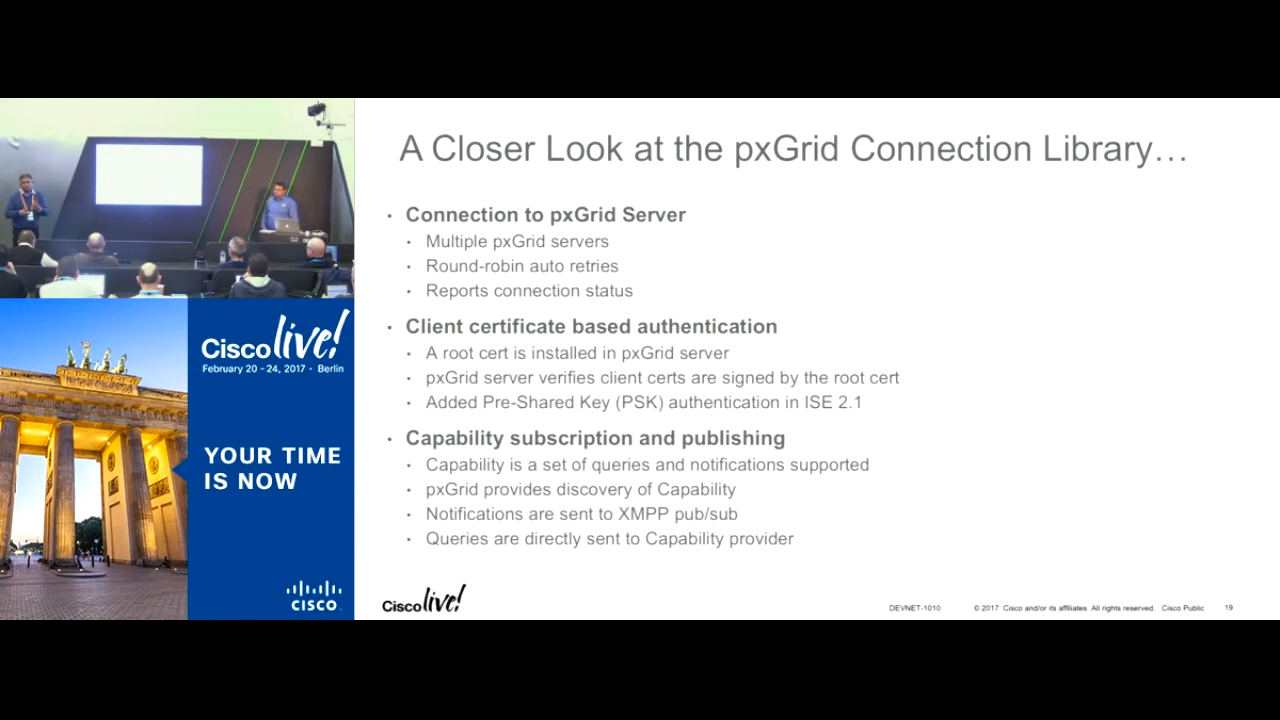 A Closer Look at the pxGrid Connection Library…
• Connection to pxGrid Server
• Multiple pxGrid servers
• Round-robin auto retries
• Reports connection status
• Client certificate based authentication
• A root cert is installed in pxGrid server
• pxGrid server verifies client certs are signed by the root cert
• Added Pre-Shared Key (PSK) authentication in ISE 2.1
• Capability subscription and publishing
• Capability is a set of queries and notifications supported
• pxGrid provides discovery of Capability
• Notifications are sent to XMPP pub/sub
• Queries are directly sent to Capability provider
Cisco live!
DEVNET-1010 © 2017 Cisco and/or its affiliates. All rights reserved. Cisco Public 19
Cisco live!
February 20 - 24, 2017 • Berlin
YOUR TIME
IS NOW
CISCO.